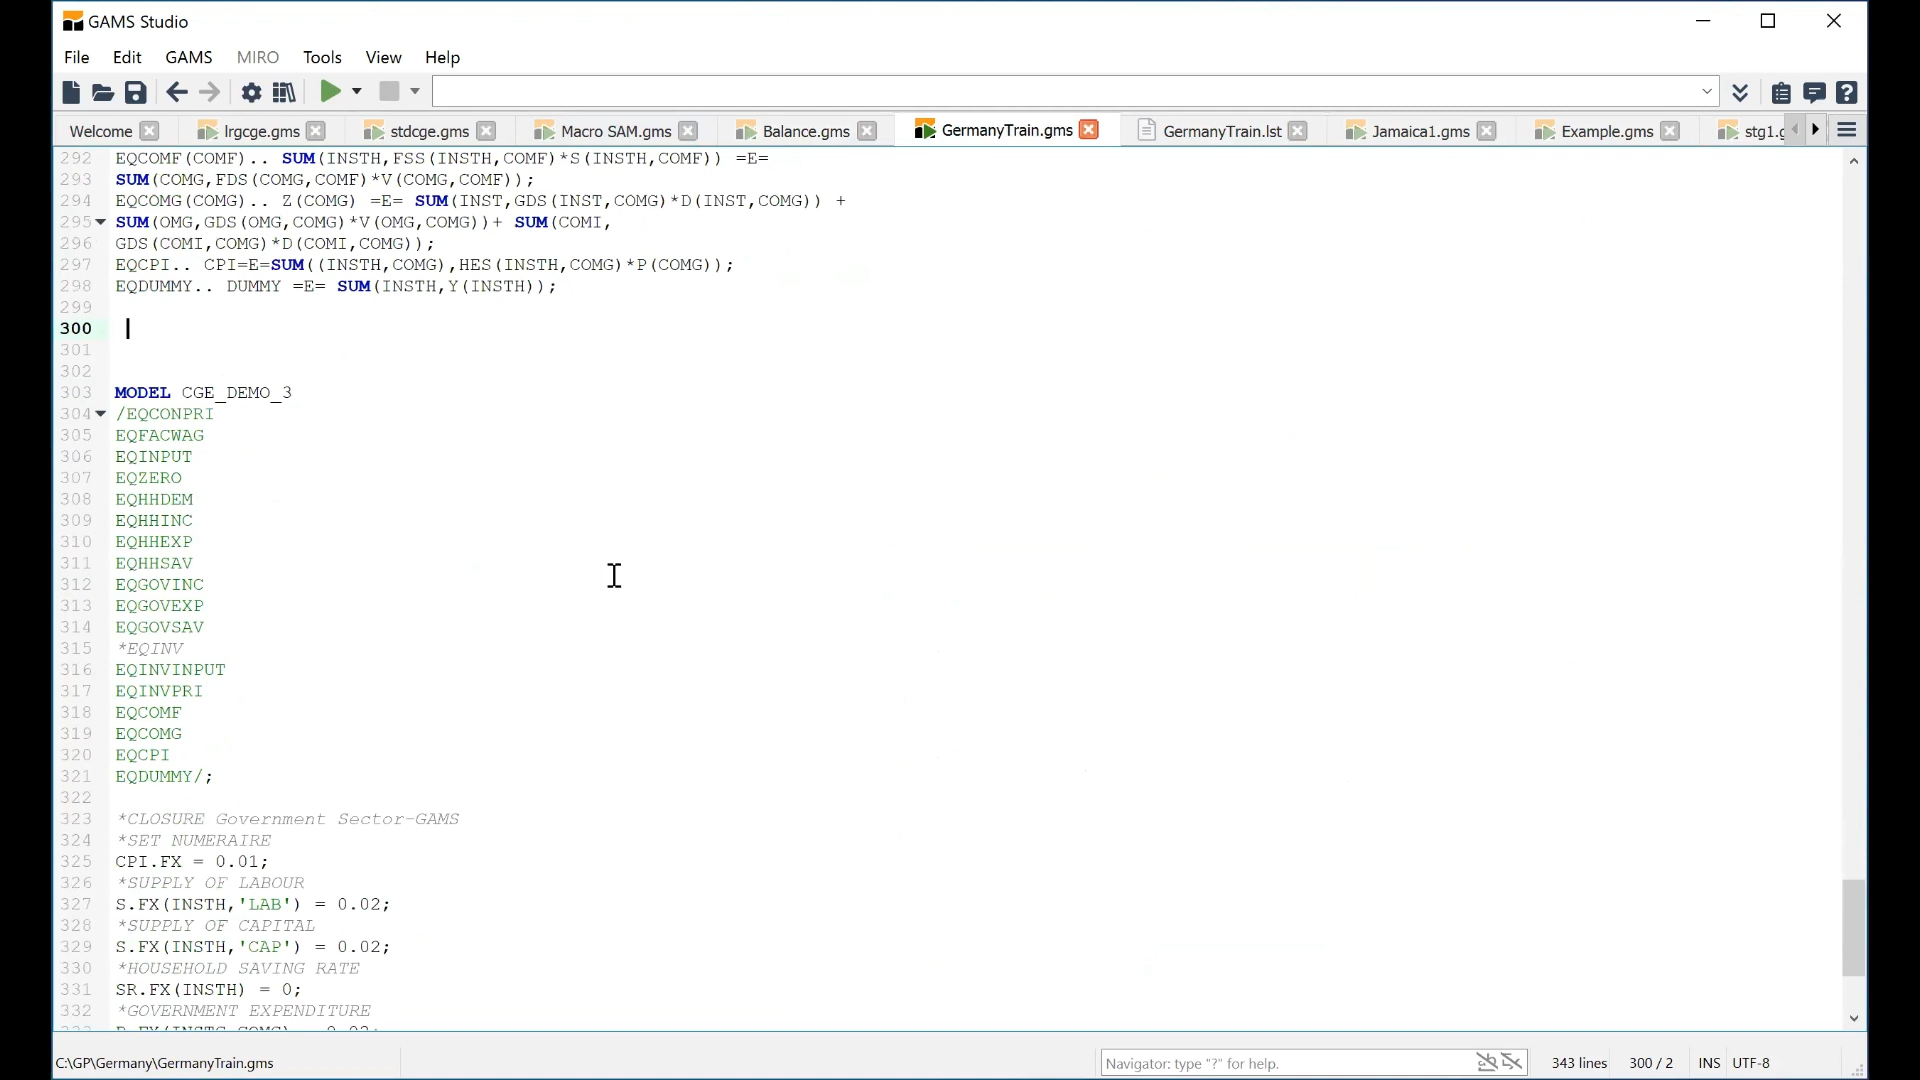 GAMS Studio
File Edit GAMS MIRO Tools View Help
Welcome lrgcge.gms stdcge.gms Macro SAM.gms Balance.gms GermanyTrain.gms GermanyTrain.lst Jamaica1.gms Example.gms stg1.g
292 EQCOMF(COMF).. SUM(INSTH,FSS(INSTH,COMF)*S(INSTH,COMF)) =E=
293 SUM(COMG,FDS(COMG,COMF)*V(COMG,COMF));
294 EQCOMG(COMG).. Z(COMG) =E= SUM(INST,GDS(INST,COMG)*D(INST,COMG)) +
295 SUM(OMG,GDS(OMG,COMG)*V(OMG,COMG))+ SUM(COMI,
296 GDS(COMI,COMG)*D(COMI,COMG));
297 EQCPI.. CPI=E=SUM((INSTH,COMG),HES(INSTH,COMG)*P(COMG));
298 EQDUMMY.. DUMMY =E= SUM(INSTH,Y(INSTH));
299
300
301
302
303 MODEL CGE_DEMO_3
304 /EQCONPRI
305 EQFACWAG
306 EQINPUT
307 EQZERO
308 EQHHDEM
309 EQHHINC
310 EQHHEXP
311 EQHHSAV
312 EQGOVINC
313 EQGOVEXP
314 EQGOVSAV
315 *EQINV
316 EQINVINPUT
317 EQINVPRI
318 EQCOMF
319 EQCOMG
320 EQCPI
321 EQDUMMY/;
322
323 *CLOSURE Government Sector-GAMS
324 *SET NUMERAIRE
325 CPI.FX = 0.01;
326 *SUPPLY OF LABOUR
327 S.FX(INSTH,'LAB') = 0.02;
328 *SUPPLY OF CAPITAL
329 S.FX(INSTH,'CAP') = 0.02;
330 *HOUSEHOLD SAVING RATE
331 SR.FX(INSTH) = 0;
332 *GOVERNMENT EXPENDITURE
C:\GP\Germany\GermanyTrain.gms Navigator: type "?" for help. 343 lines 300 / 2 INS UTF-8